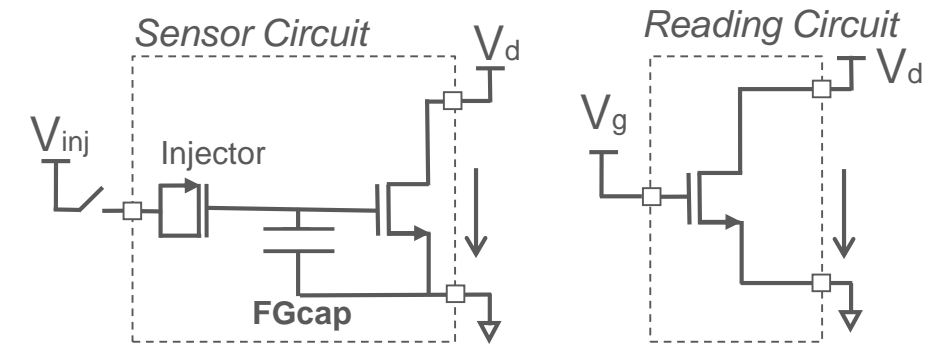 Sensor Circuit
Reading Circuit
Vd
Vd
Vg
Vinj
Injector
FGcap